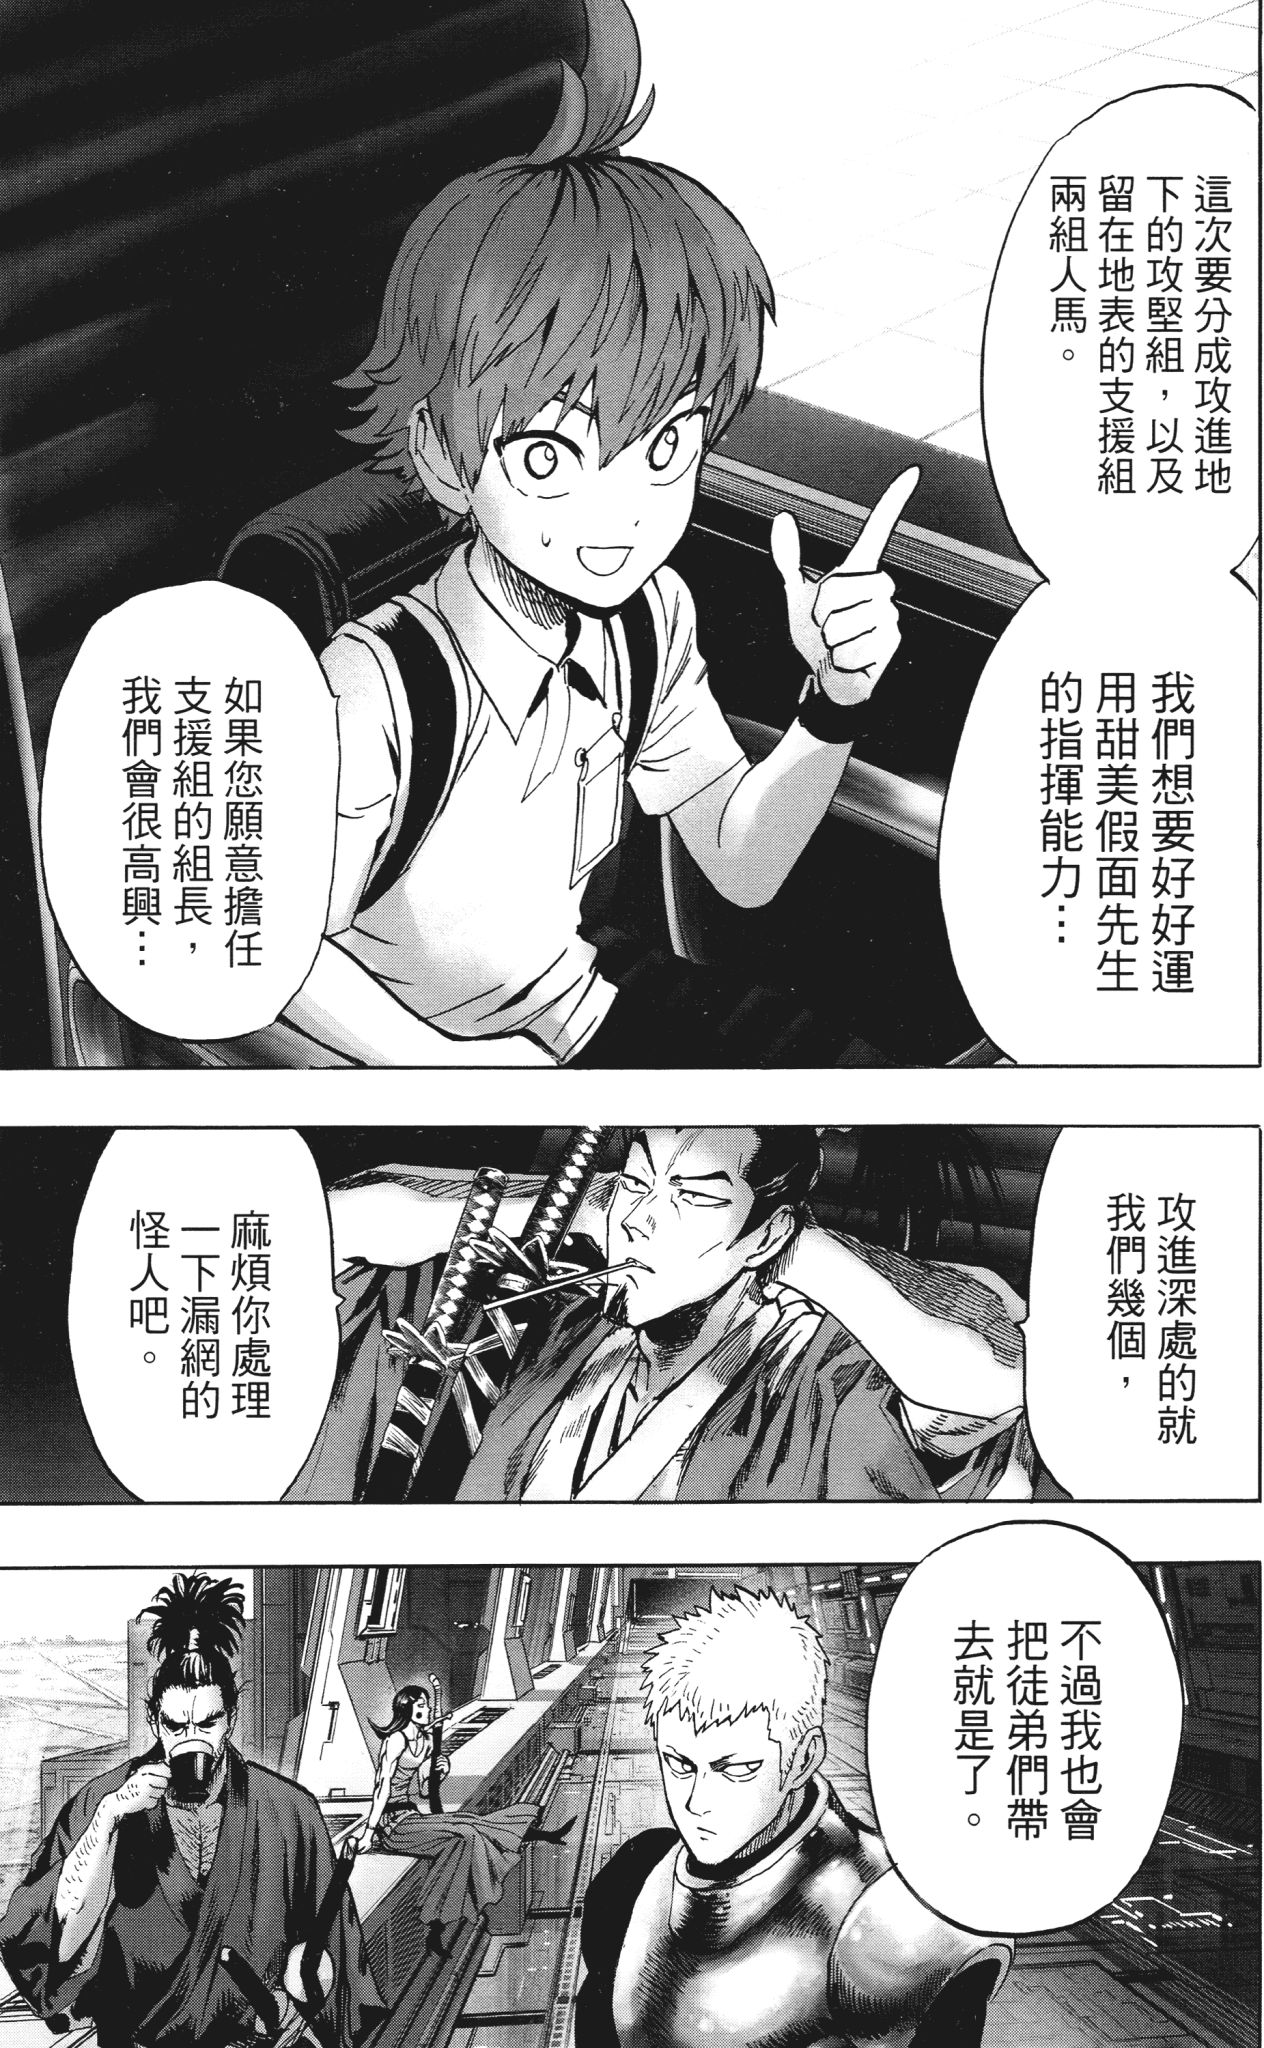 這次要分成攻進地
下的攻堅組，以及
留在地表的支援組
兩組人馬。
我們想要好好運
用甜美假面先生
的指揮能力…
如果您願意擔任
支援組的組長，
我們會很高興…
攻進深處的就
我們幾個，
麻煩你處理
一下漏網的
怪人吧。
不過我也會
把徒弟們帶
去就是了。